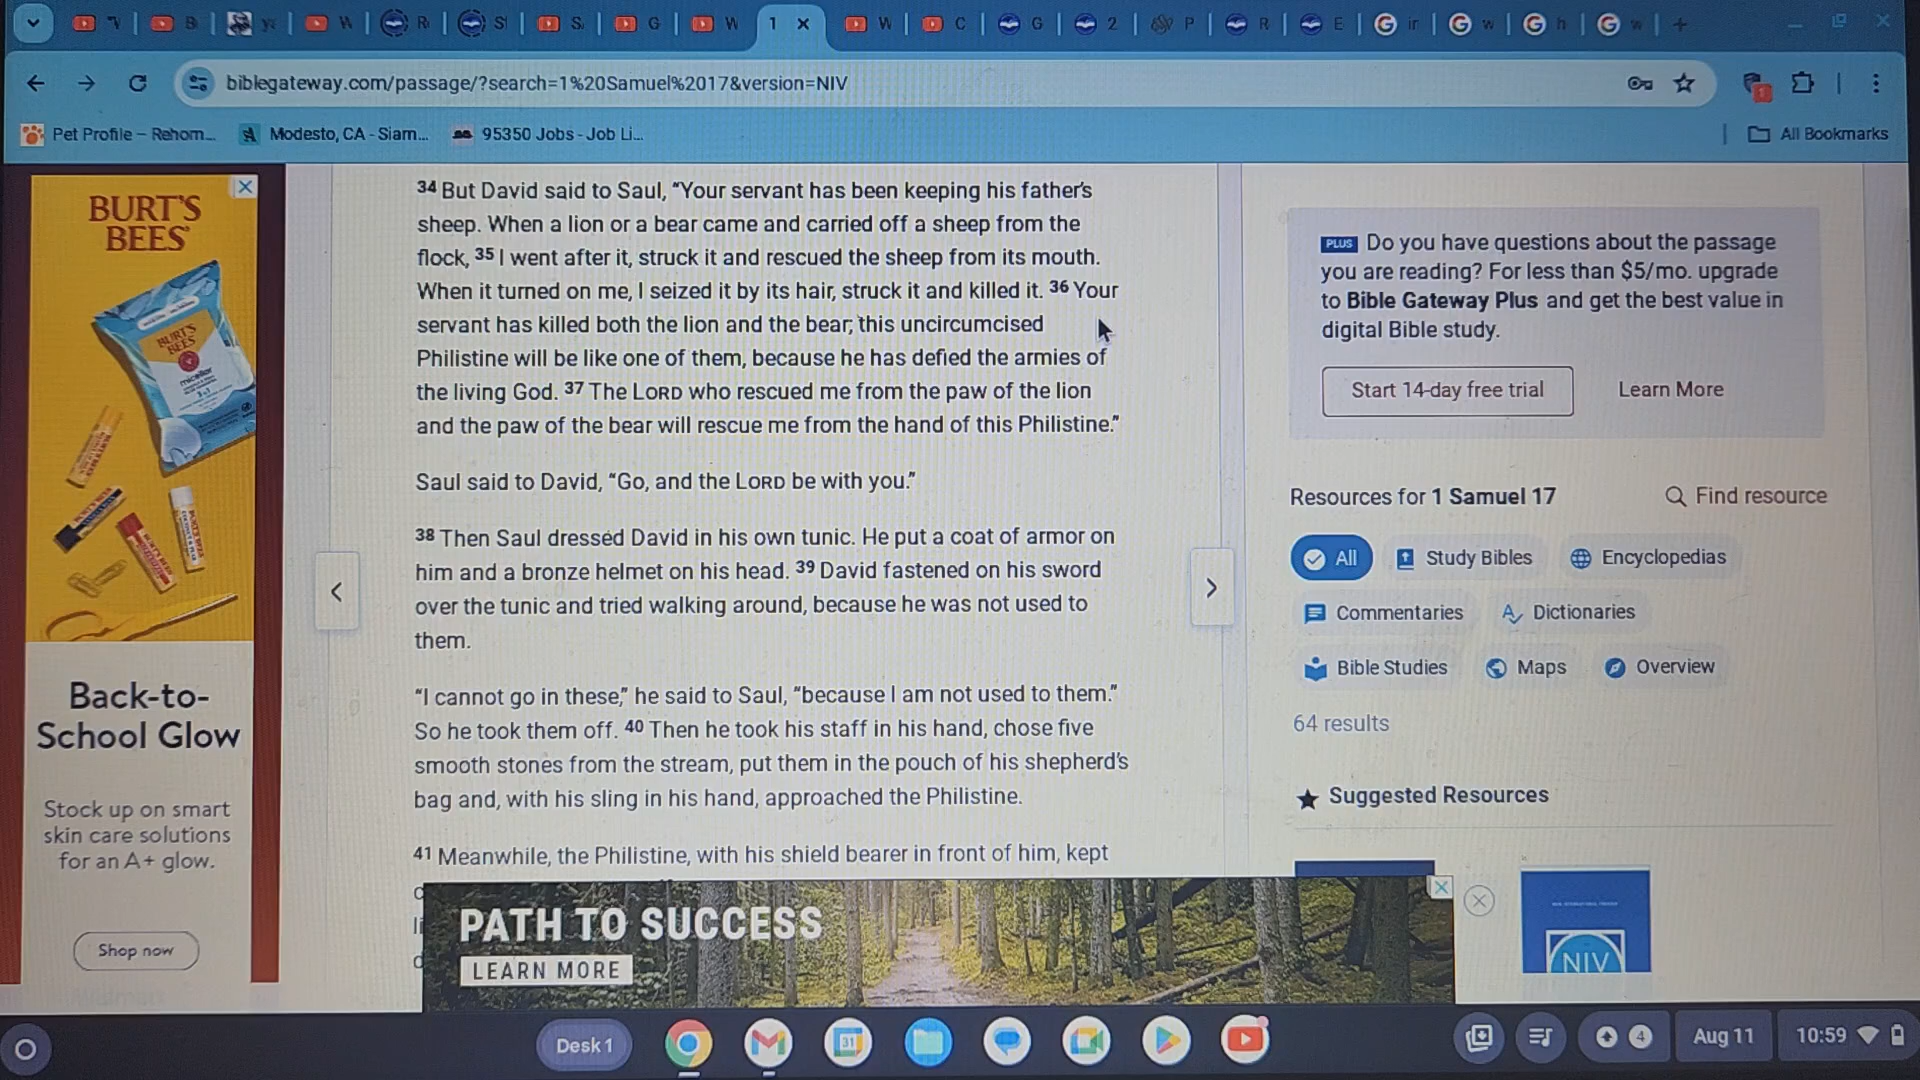 biblegateway.com/passage/?search=1%20Samuel%2017&version=NIV
Pet Profile – Rehom...
Modesto, CA - Siam...
95350 Jobs - Job Li...
All Bookmarks
BURT'S
BEES
BURT'S
BEES
micellar
Back-to-
School Glow
Stock up on smart
skin care solutions
for an A+ glow.
Shop now
34 But David said to Saul, “Your servant has been keeping his father’s
sheep. When a lion or a bear came and carried off a sheep from the
flock, 35 I went after it, struck it and rescued the sheep from its mouth.
When it turned on me, I seized it by its hair, struck it and killed it. 36 Your
servant has killed both the lion and the bear; this uncircumcised
Philistine will be like one of them, because he has defied the armies of
the living God. 37 The LORD who rescued me from the paw of the lion
and the paw of the bear will rescue me from the hand of this Philistine.”
Saul said to David, “Go, and the LORD be with you.”
38 Then Saul dressed David in his own tunic. He put a coat of armor on
him and a bronze helmet on his head. 39 David fastened on his sword
over the tunic and tried walking around, because he was not used to
them.
“I cannot go in these,” he said to Saul, “because I am not used to them.”
So he took them off. 40 Then he took his staff in his hand, chose five
smooth stones from the stream, put them in the pouch of his shepherd’s
bag and, with his sling in his hand, approached the Philistine.
41 Meanwhile, the Philistine, with his shield bearer in front of him, kept
PATH TO SUCCESS
LEARN MORE
PLUS Do you have questions about the passage
you are reading? For less than $5/mo. upgrade
to Bible Gateway Plus and get the best value in
digital Bible study.
Start 14-day free trial
Learn More
Resources for 1 Samuel 17
Find resource
All
Study Bibles
Encyclopedias
Commentaries
Dictionaries
Bible Studies
Maps
Overview
64 results
Suggested Resources
NIV
Desk 1
31
4
Aug 11
10:59